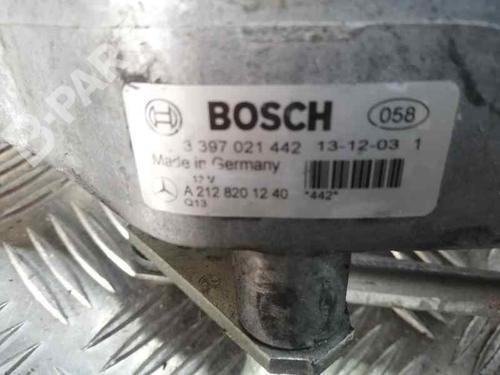 BOSCH 058
3 397 021 442 13-12-03 1
Made in Germany
12 V
A 212 820 12 40 *442*
Q13
B-PARTS